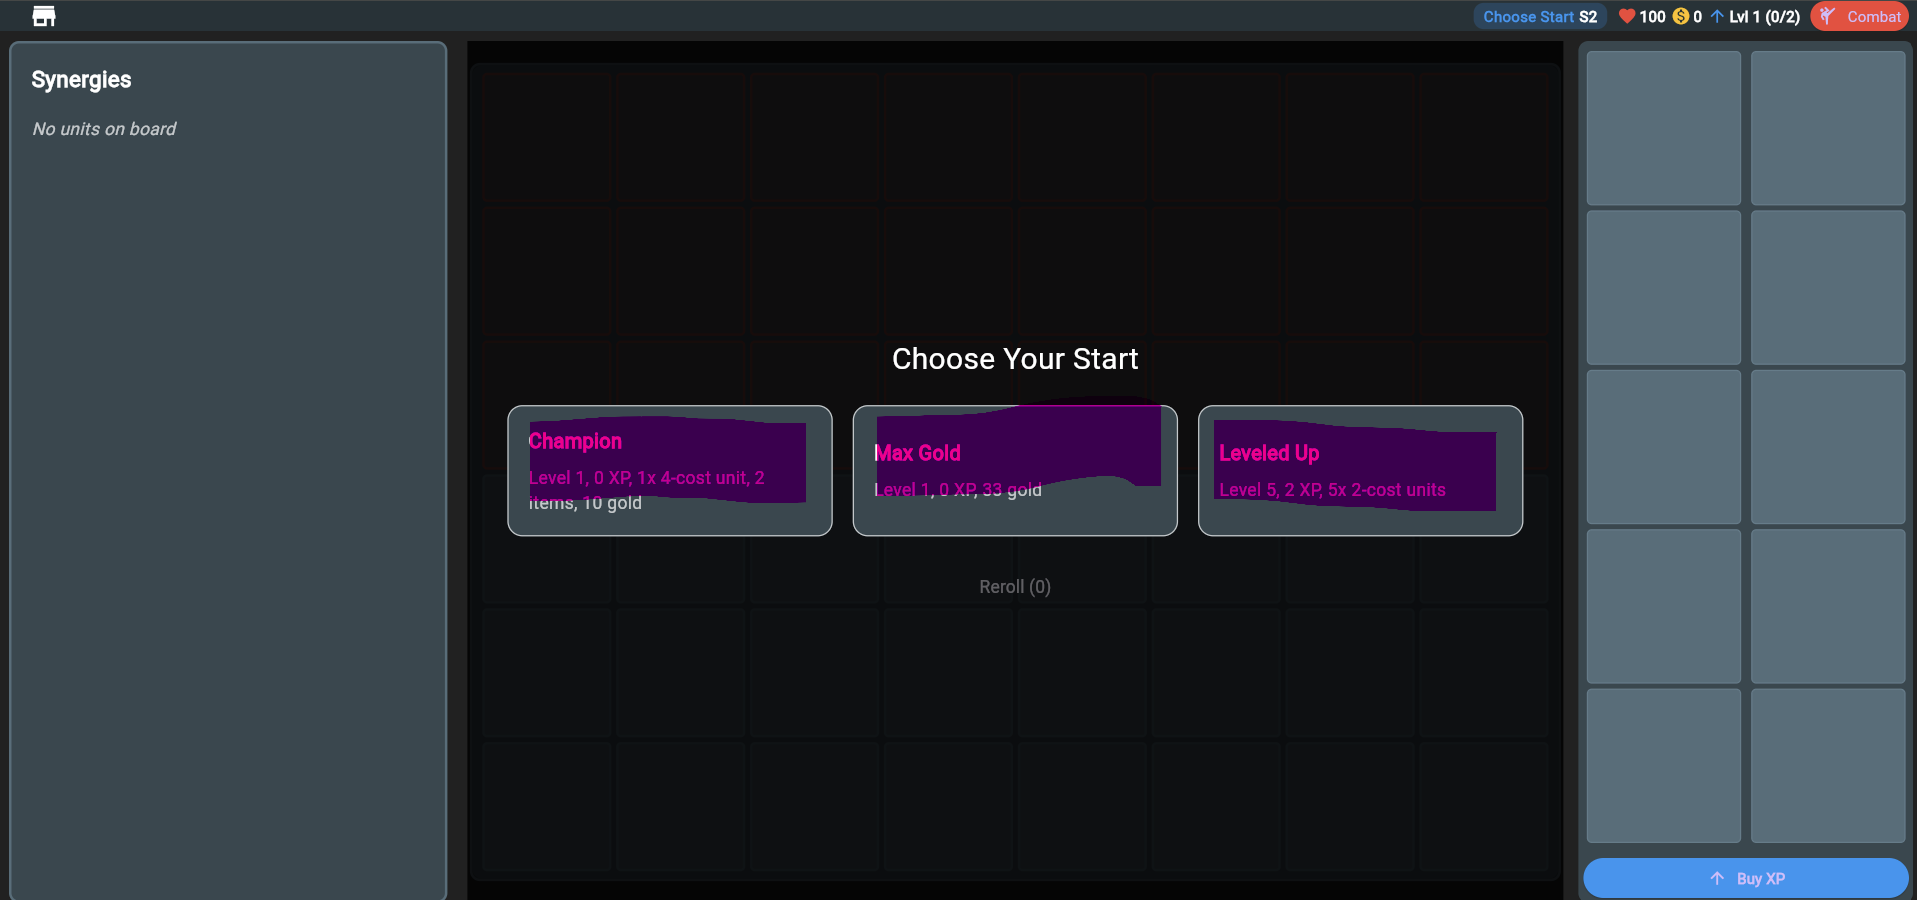 Choose Start S2 100 0 Lvl 1 (0/2) Combat
Synergies
No units on board
Choose Your Start
Champion
Level 1, 0 XP, 1x 4-cost unit, 2
items, 10 gold
Max Gold
Level 1, 0 XP, 33 gold
Leveled Up
Level 5, 2 XP, 5x 2-cost units
Reroll (0)
Buy XP